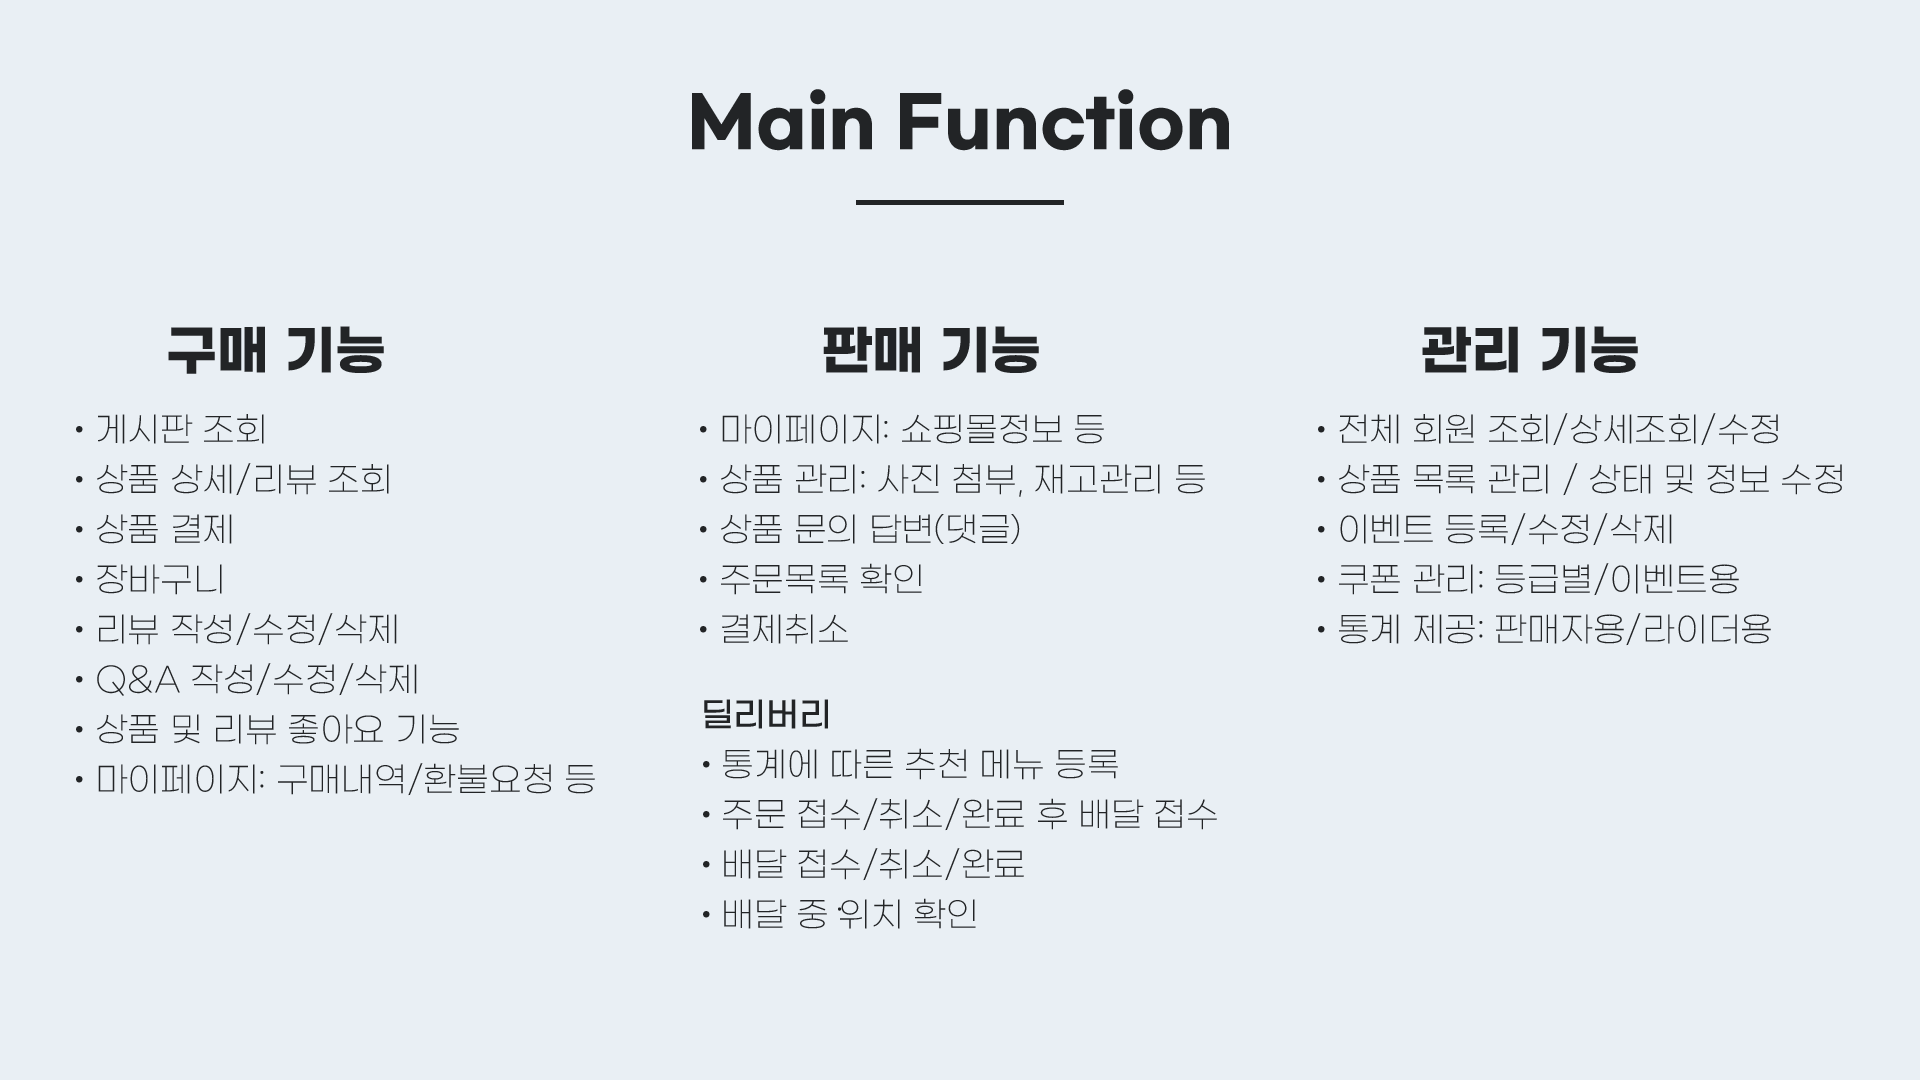 Main Function
구매 기능
• 게시판 조회
• 상품 상세/리뷰 조회
• 상품 결제
• 장바구니
• 리뷰 작성/수정/삭제
• Q&A 작성/수정/삭제
• 상품 및 리뷰 좋아요 기능
• 마이페이지: 구매내역/환불요청 등
판매 기능
• 마이페이지: 쇼핑몰정보 등
• 상품 관리: 사진 첨부, 재고관리 등
• 상품 문의 답변(댓글)
• 주문목록 확인
• 결제취소
딜리버리
• 통계에 따른 추천 메뉴 등록
• 주문 접수/취소/완료 후 배달 접수
• 배달 접수/취소/완료
• 배달 중 위치 확인
관리 기능
• 전체 회원 조회/상세조회/수정
• 상품 목록 관리 / 상태 및 정보 수정
• 이벤트 등록/수정/삭제
• 쿠폰 관리: 등급별/이벤트용
• 통계 제공: 판매자용/라이더용